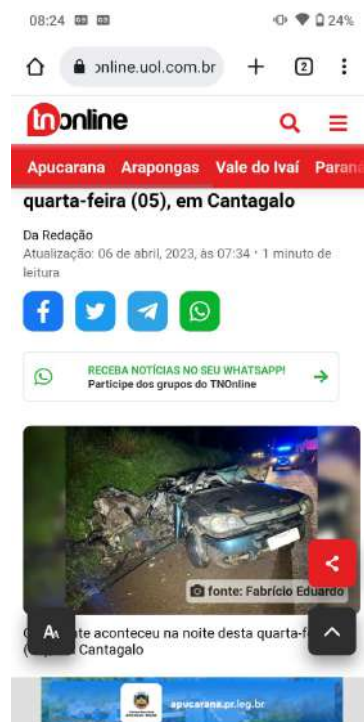 08:24 24%
online.uol.com.br 2
tnonline
Apucarana Arapongas Vale do Ivaí Paraná
quarta-feira (05), em Cantagalo
Da Redação
Atualização: 06 de abril, 2023, às 07:34 • 1 minuto de
leitura
RECEBA NOTÍCIAS NO SEU WHATSAPP!
Participe dos grupos do TNOnline
fonte: Fabrício Eduardo
te aconteceu na noite desta quarta-f
Cantagalo
AA
apucarana.pr.leg.br